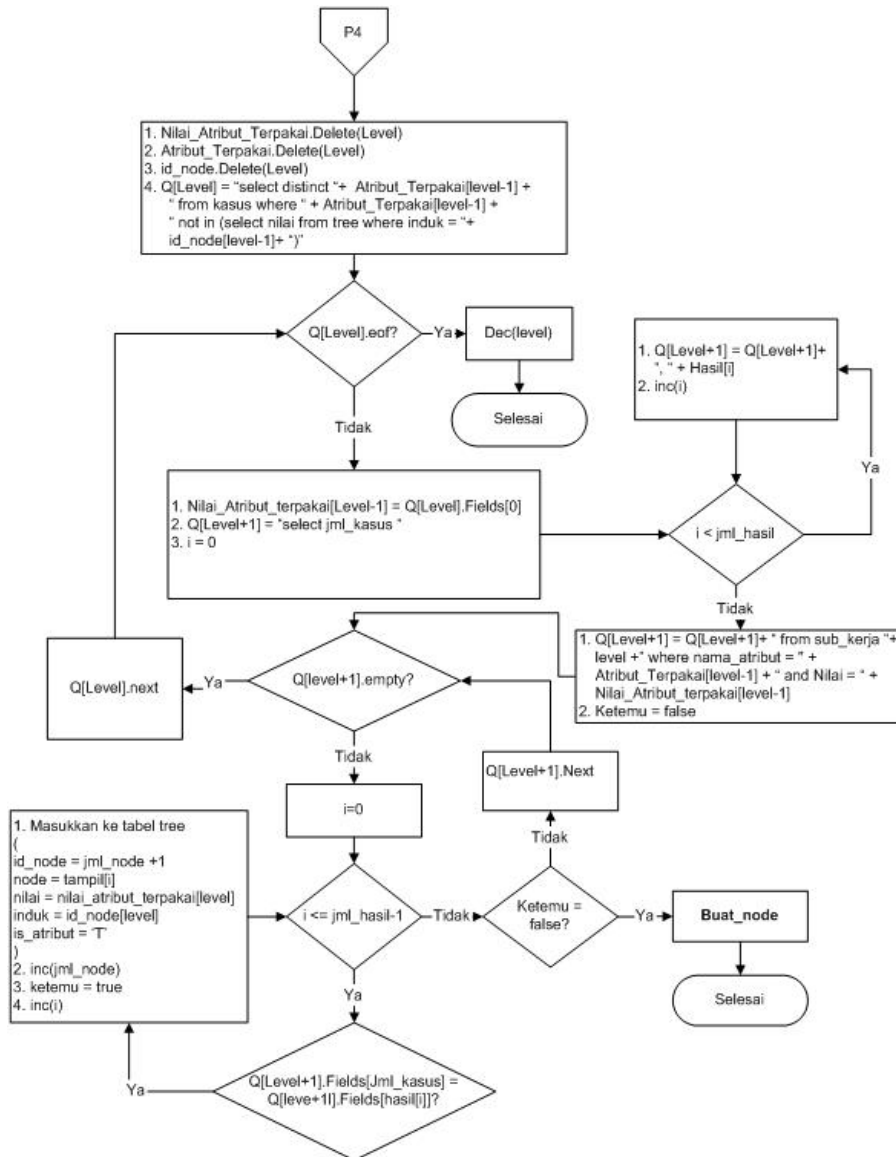 P4
1. Nilai_Atribut_Terpakai.Delete(Level)
2. Atribut_Terpakai.Delete(Level)
3. id_node.Delete(Level)
4. Q[Level] = "select distinct "+ Atribut_Terpakai[level-1] +
" from kasus where " + Atribut_Terpakai[level-1] +
" not in (select nilai from tree where induk = "+
id_node[level-1]+ ")"
Q[Level].eof?
Ya
Dec(level)
Selesai
Tidak
1. Q[Level+1] = Q[Level+1]+
", " + Hasil[i]
2. inc(i)
Ya
1. Nilai_Atribut_terpakai[Level-1] = Q[Level].Fields[0]
2. Q[Level+1] = "select jml_kasus "
3. i = 0
i < jml_hasil
Tidak
1. Q[Level+1] = Q[Level+1]+ " from sub_kerja "+
level +" where nama_atribut = '" +
Atribut_Terpakai[level-1] + " and Nilai = " +
Nilai_Atribut_terpakai[level-1]
2. Ketemu = false
Q[level+1].empty?
Ya
Q[Level].next
Tidak
i=0
Q[Level+1].Next
Tidak
1. Masukkan ke tabel tree
(
id_node = jml_node +1
node = tampil[i]
nilai = nilai_atribut_terpakai[level]
induk = id_node[level]
is_atribut = 'T'
)
2. inc(jml_node)
3. ketemu = true
4. inc(i)
i <= jml_hasil-1
Tidak
Ketemu =
false?
Ya
Buat_node
Selesai
Ya
Q[Level+1].Fields[Jml_kasus] =
Q[leve+1l].Fields[hasil[i]]?
Ya